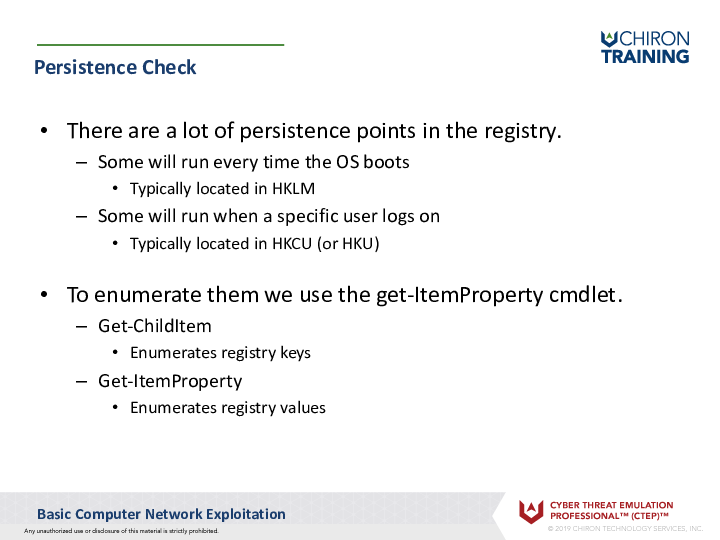 CHIRON
TRAINING
Persistence Check
• There are a lot of persistence points in the registry.
– Some will run every time the OS boots
• Typically located in HKLM
– Some will run when a specific user logs on
• Typically located in HKCU (or HKU)
• To enumerate them we use the get-ItemProperty cmdlet.
– Get-ChildItem
• Enumerates registry keys
– Get-ItemProperty
• Enumerates registry values
Basic Computer Network Exploitation
Any unauthorized use or disclosure of this material is strictly prohibited.
CYBER THREAT EMULATION
PROFESSIONAL™ (CTEP)™
© 2019 CHIRON TECHNOLOGY SERVICES, INC.